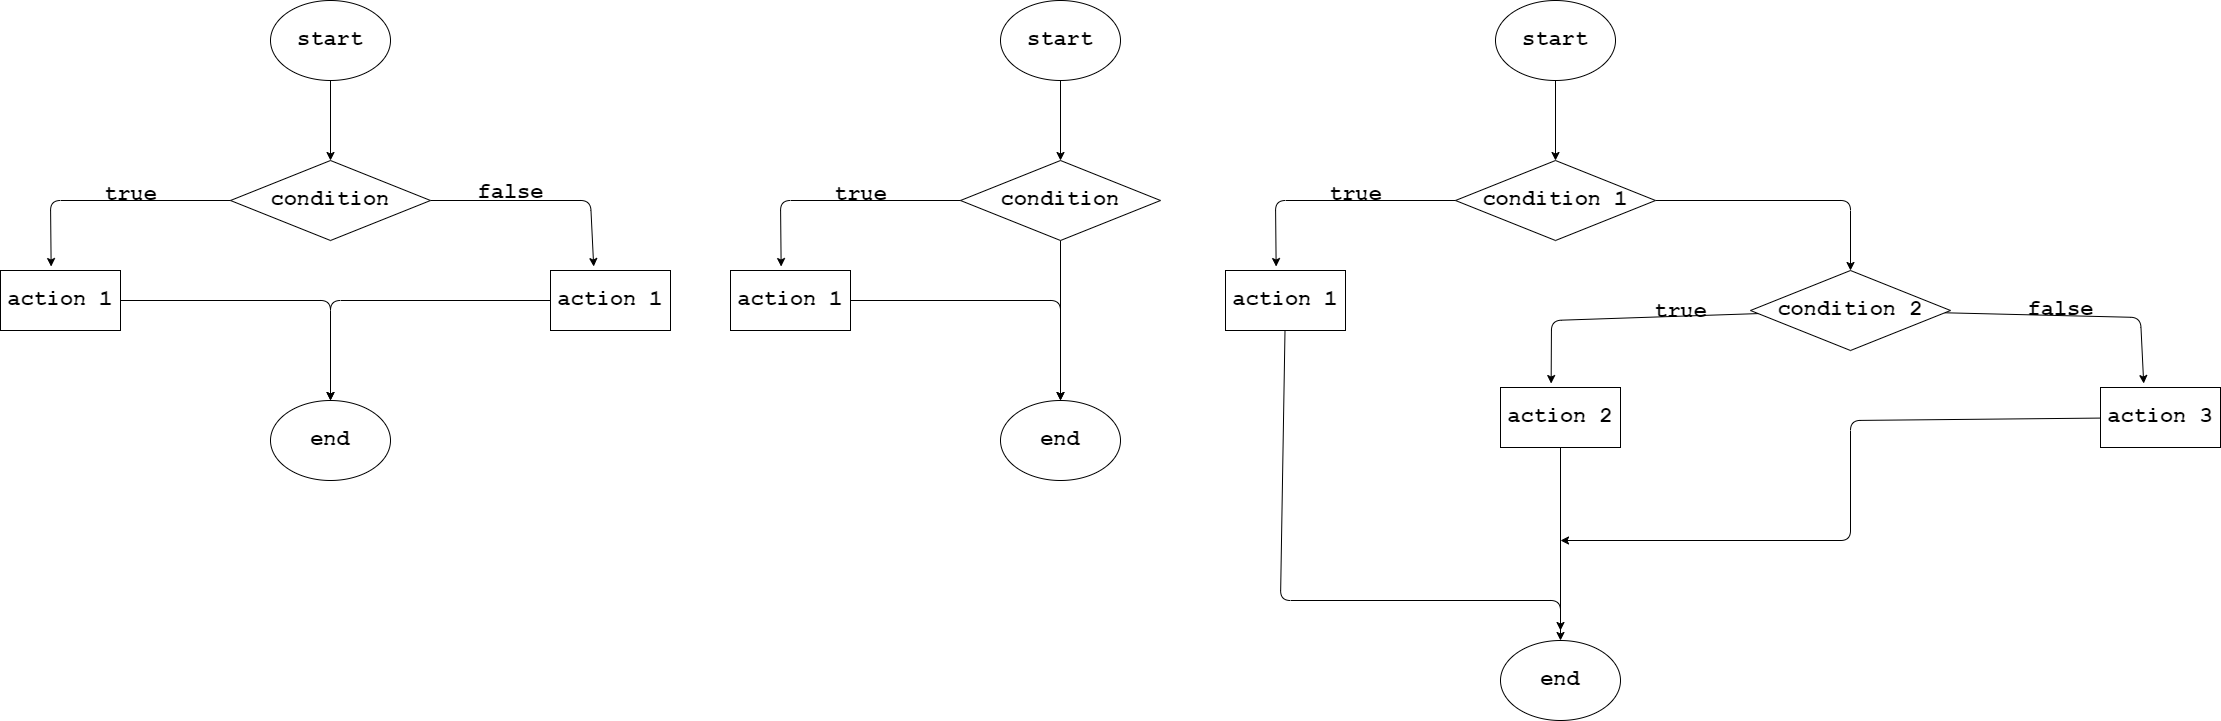 start
condition
true
false
action 1
action 1
end
start
condition
true
action 1
end
start
condition 1
true
action 1
condition 2
true
false
action 2
action 3
end